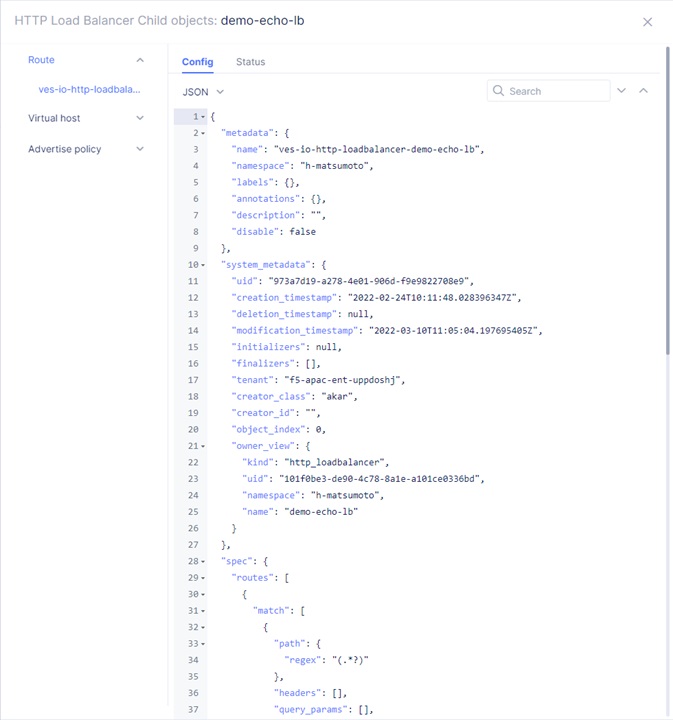 HTTP Load Balancer Child objects: demo-echo-lb
Route
ves-io-http-loadbala...
Virtual host
Advertise policy
Config Status
JSON
Search
1 {
2 "metadata": {
3 "name": "ves-io-http-loadbalancer-demo-echo-lb",
4 "namespace": "h-matsumoto",
5 "labels": {},
6 "annotations": {},
7 "description": "",
8 "disable": false
9 },
10 "system_metadata": {
11 "uid": "973a7d19-a278-4e01-906d-f9e9822708e9",
12 "creation_timestamp": "2022-02-24T10:11:48.028396347Z",
13 "deletion_timestamp": null,
14 "modification_timestamp": "2022-03-10T11:05:04.197695405Z",
15 "initializers": null,
16 "finalizers": [],
17 "tenant": "f5-apac-ent-uppdoshj",
18 "creator_class": "akar",
19 "creator_id": "",
20 "object_index": 0,
21 "owner_view": {
22 "kind": "http_loadbalancer",
23 "uid": "101f0be3-de90-4c78-8a1e-a101ce0336bd",
24 "namespace": "h-matsumoto",
25 "name": "demo-echo-lb"
26 }
27 },
28 "spec": {
29 "routes": [
30 {
31 "match": [
32 {
33 "path": {
34 "regex": "(.*?)"
35 },
36 "headers": [],
37 "query_params": [],